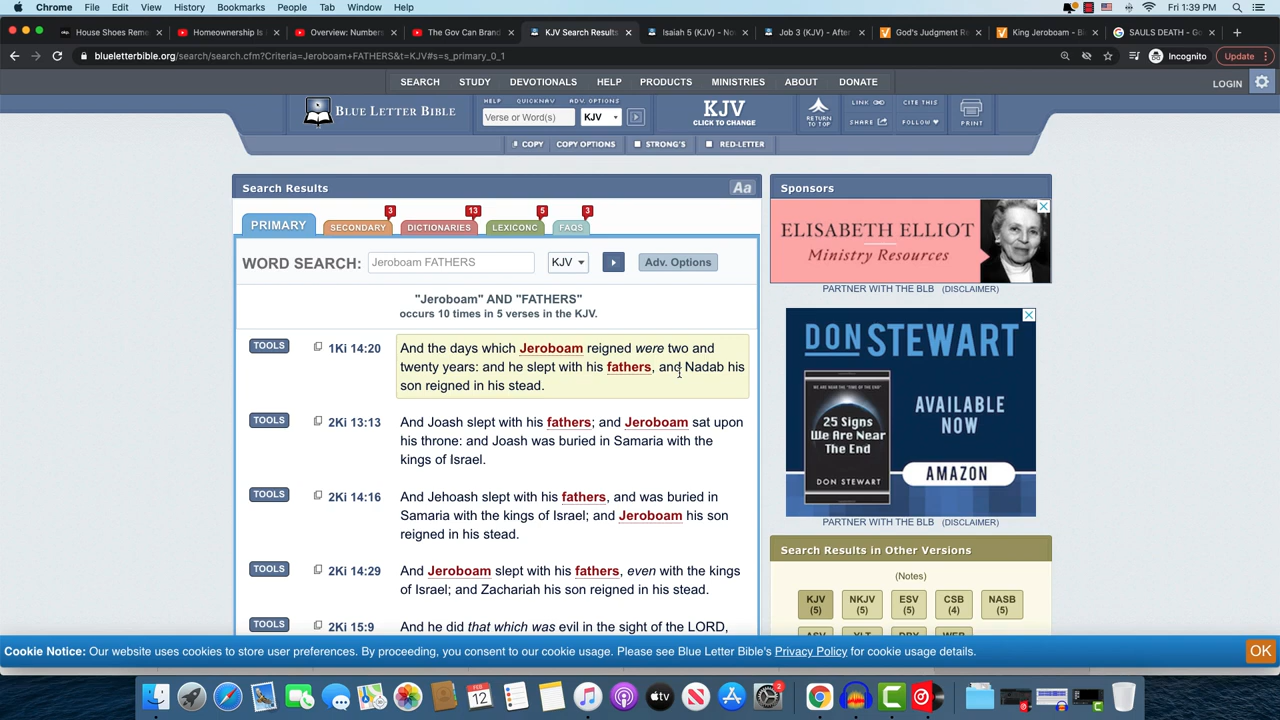 Chrome File Edit View History Bookmarks People Tab Window Help Fri 1:39 PM
House Shoes Reme Homeownership Is Overview: Numbers The Gov Can Brand KJV Search Results Isaiah 5 (KJV) - No Job 3 (KJV) - After God's Judgment Re King Jeroboam - B SAULS DEATH - Go
blueletterbible.org/search/search.cfm?Criteria=Jeroboam+FATHERS&t=KJV#s=s_primary_0_1 Incognito Update
SEARCH STUDY DEVOTIONALS HELP PRODUCTS MINISTRIES ABOUT DONATE LOGIN
BLUE LETTER BIBLE
HELP QUICKNAV ADV. OPTIONS
Verse or Word(s) KJV
KJV
CLICK TO CHANGE
RETURN
TO TOP
LINK CITE THIS
SHARE FOLLOW
PRINT
COPY COPY OPTIONS STRONG'S RED-LETTER
Search Results Aa
PRIMARY SECONDARY 3 DICTIONARIES 13 LEXICONC 5 FAQS 3
WORD SEARCH: Jeroboam FATHERS KJV Adv. Options
"Jeroboam" AND "FATHERS"
occurs 10 times in 5 verses in the KJV.
TOOLS 1Ki 14:20 And the days which Jeroboam reigned were two and
twenty years: and he slept with his fathers, and Nadab his
son reigned in his stead.
TOOLS 2Ki 13:13 And Joash slept with his fathers; and Jeroboam sat upon
his throne: and Joash was buried in Samaria with the
kings of Israel.
TOOLS 2Ki 14:16 And Jehoash slept with his fathers, and was buried in
Samaria with the kings of Israel; and Jeroboam his son
reigned in his stead.
TOOLS 2Ki 14:29 And Jeroboam slept with his fathers, even with the kings
of Israel; and Zachariah his son reigned in his stead.
TOOLS 2Ki 15:9 And he did that which was evil in the sight of the LORD,
Sponsors
ELISABETH ELLIOT
Ministry Resources
PARTNER WITH THE BLB (DISCLAIMER)
DON STEWART
25 Signs
We Are Near
The End
DON STEWART
AVAILABLE
NOW
AMAZON
PARTNER WITH THE BLB (DISCLAIMER)
Search Results in Other Versions
(Notes)
KJV NKJV ESV CSB NASB
(5) (5) (5) (4) (5)
Cookie Notice: Our website uses cookies to store user preferences. By proceeding, you consent to our cookie usage. Please see Blue Letter Bible's Privacy Policy for cookie usage details. OK
FEB
12
tv
2